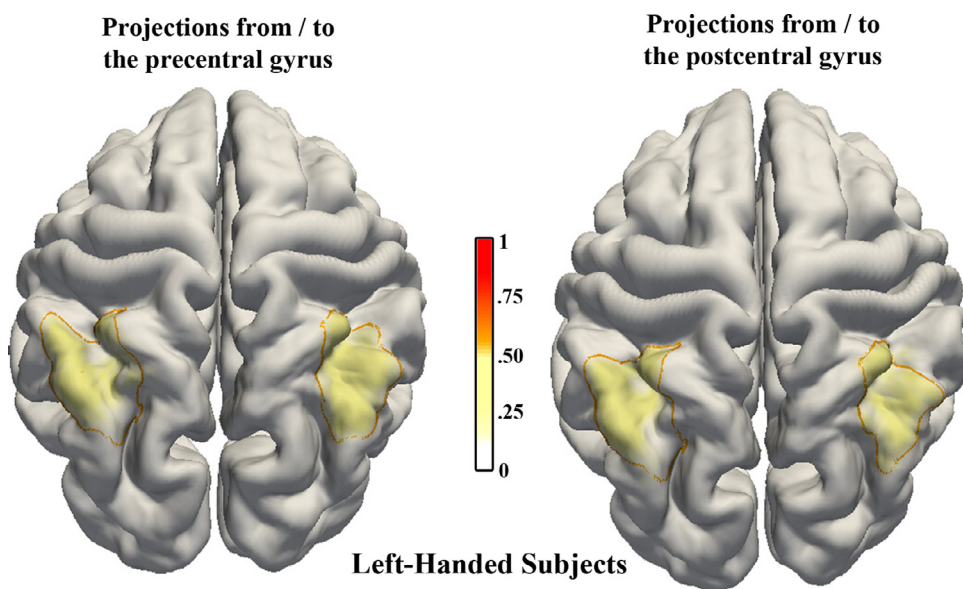 Projections from / to
the precentral gyrus
Projections from / to
the postcentral gyrus
1
.75
.50
.25
0
Left-Handed Subjects